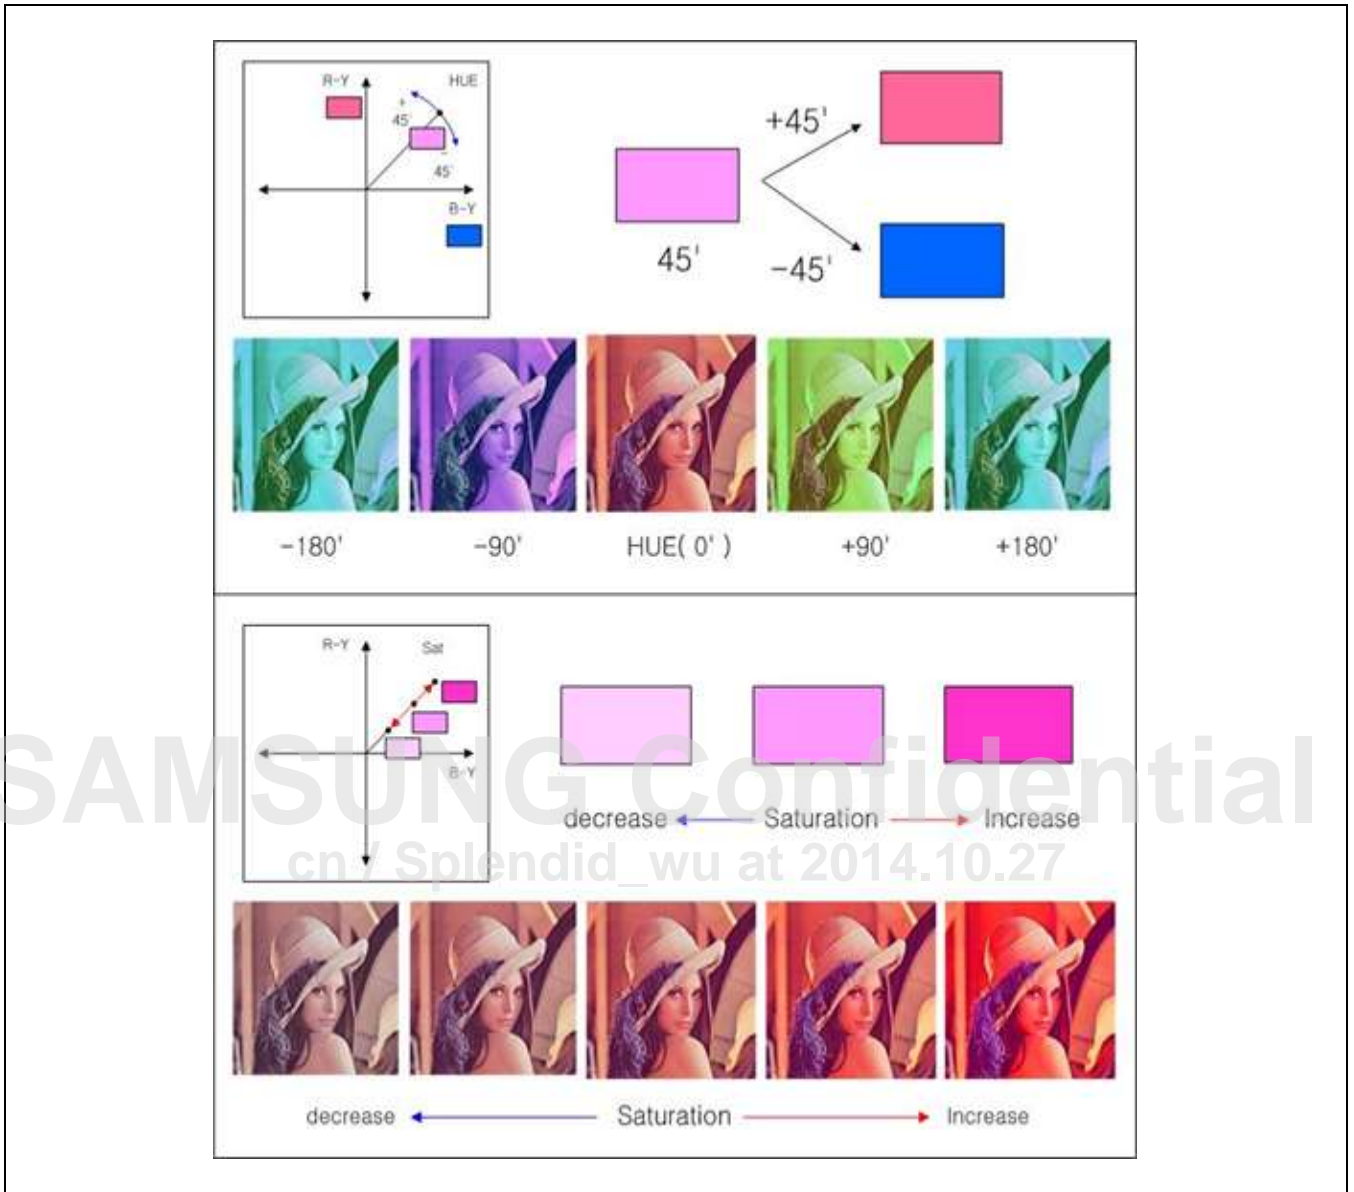 R-Y
HUE
+
45'
-
45'
B-Y
+45'
45'
-45'
-180'
-90'
HUE( 0' )
+90'
+180'
R-Y
Sat
B-Y
SAMSUNG Confidential
decrease
Saturation
Increase
cn / Splendid_wu at 2014.10.27
decrease
Saturation
Increase